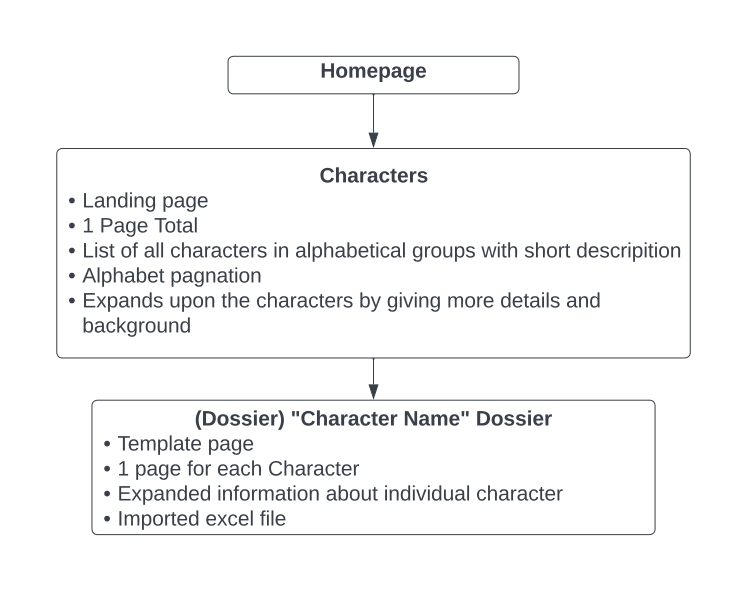 Homepage
Characters
• Landing page
• 1 Page Total
• List of all characters in alphabetical groups with short descripition
• Alphabet pagnation
• Expands upon the characters by giving more details and
background
(Dossier) "Character Name" Dossier
• Template page
• 1 page for each Character
• Expanded information about individual character
• Imported excel file